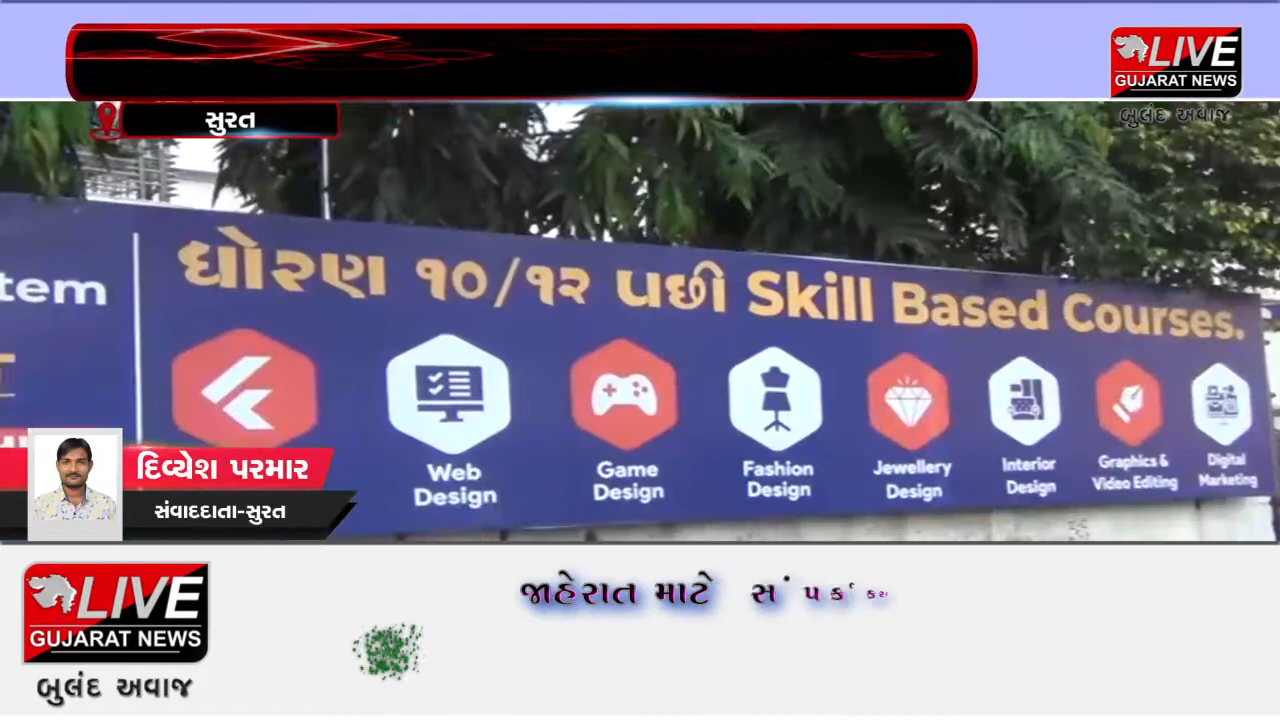 LIVE
GUJARAT NEWS
બુલંદ અવાજ
સુરત
tem
ધોરણ ૧૦/૧૨ પછી Skill Based Courses.
Web
Design
Game
Design
Fashion
Design
Jewellery
Design
Interior
Design
Graphics &
Video Editing
Digital
Marketing
દિવ્યેશ પરમાર
સંવાદદાતા-સુરત
LIVE
GUJARAT NEWS
બુલંદ અવાજ
જાહેરાત માટે સંપર્ક